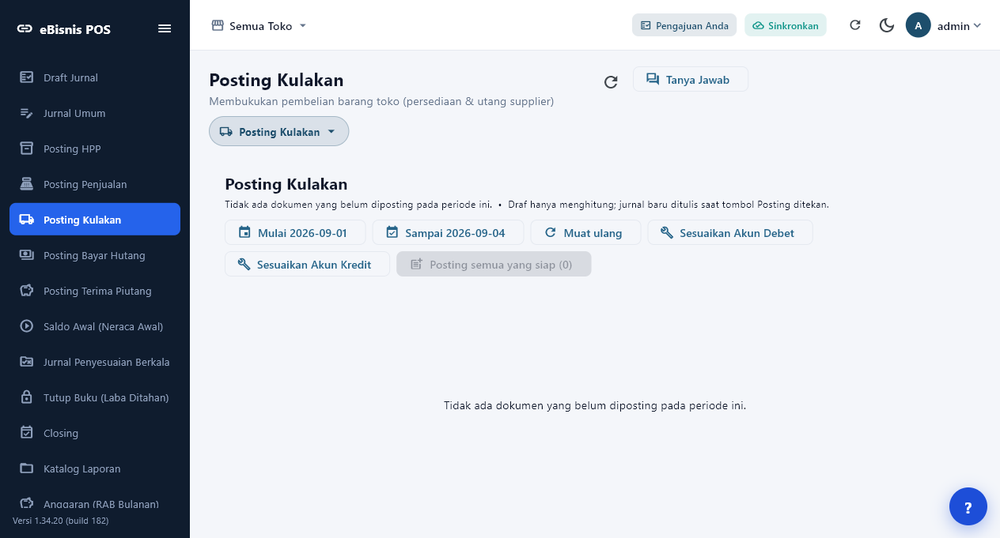 eBisnis POS
Semua Toko
Pengajuan Anda
Sinkronkan
A
admin
Draft Jurnal
Jurnal Umum
Posting HPP
Posting Penjualan
Posting Kulakan
Posting Bayar Hutang
Posting Terima Piutang
Saldo Awal (Neraca Awal)
Jurnal Penyesuaian Berkala
Tutup Buku (Laba Ditahan)
Closing
Katalog Laporan
Anggaran (RAB Bulanan)
Versi 1.34.20 (build 182)
Posting Kulakan
Membukukan pembelian barang toko (persediaan & utang supplier)
Tanya Jawab
Posting Kulakan
Posting Kulakan
Tidak ada dokumen yang belum diposting pada periode ini. • Draf hanya menghitung; jurnal baru ditulis saat tombol Posting ditekan.
Mulai 2026-09-01
Sampai 2026-09-04
Muat ulang
Sesuaikan Akun Debet
Sesuaikan Akun Kredit
Posting semua yang siap (0)
Tidak ada dokumen yang belum diposting pada periode ini.
?